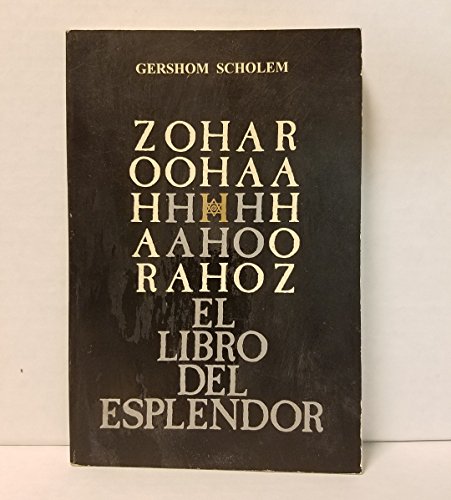 GERSHOM SCHOLEM
ZOHAR
OOHAA
HHHHH
AAHOO
RAHOZ
EL
LIBRO
DEL
ESPLENDOR